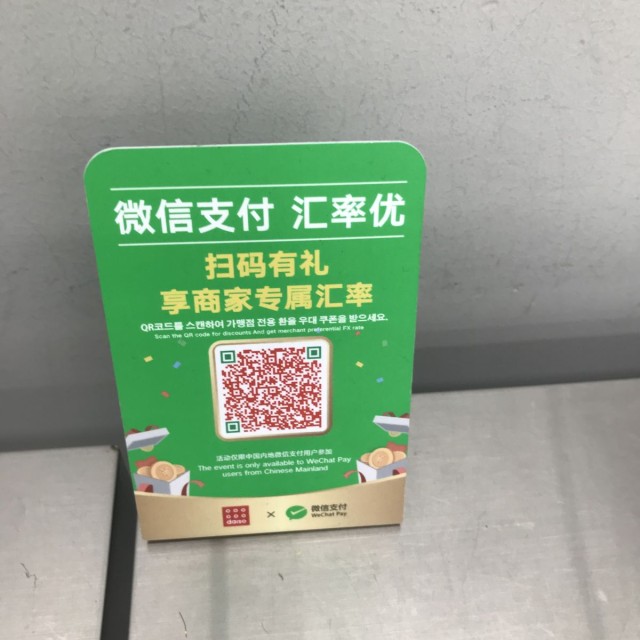 微信支付 汇率优
扫码有礼
享商家专属汇率
QR코드를 스캔하여 가맹점 전용 환율 우대 쿠폰을 받으세요.
Scan the QR code for discounts And get merchant preferential FX rate
活动仅限中国内地微信支付用户参加
The event is only available to WeChat Pay
users from Chinese Mainland
daiso
×
微信支付
WeChat Pay